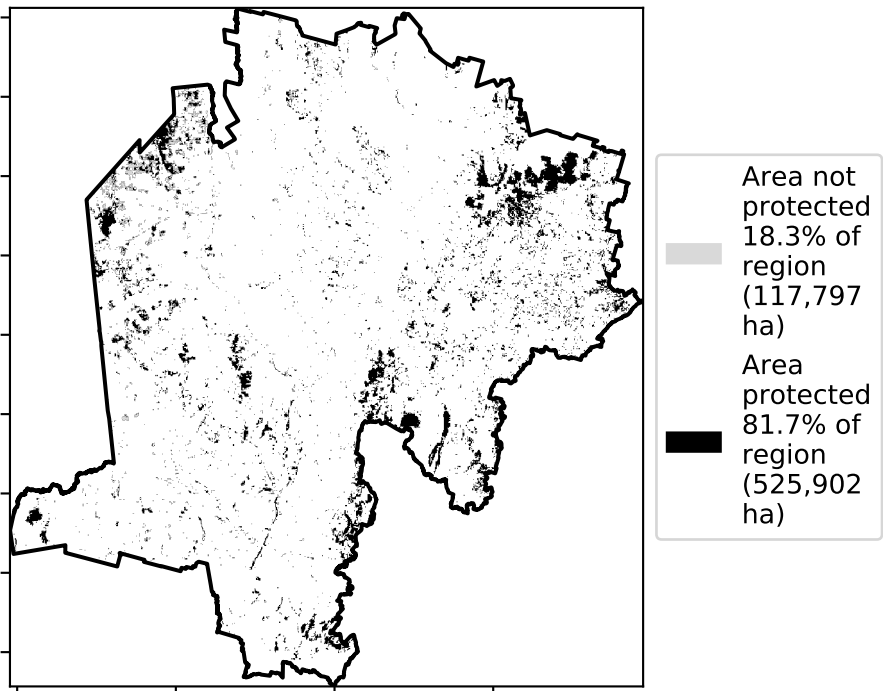 Area not
protected
18.3% of
region
(117,797
ha)
Area
protected
81.7% of
region
(525,902
ha)